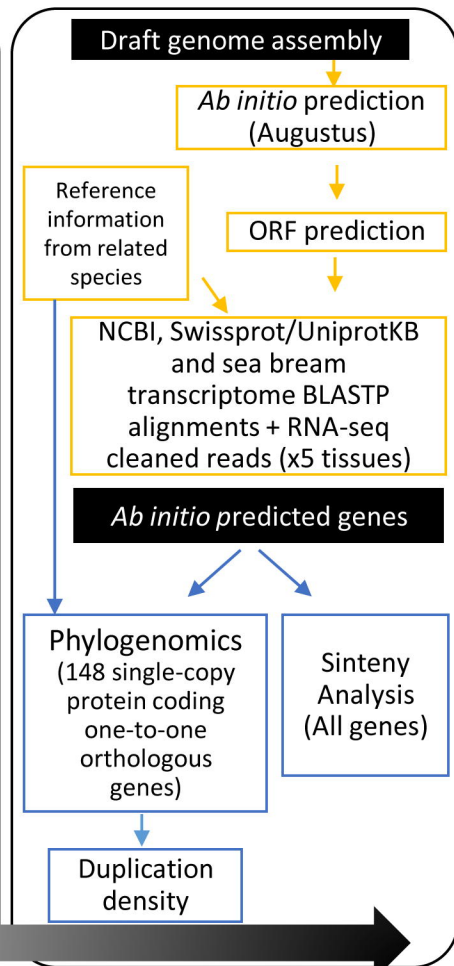 Draft genome assembly
Ab initio prediction
(Augustus)
Reference
information
from related
species
ORF prediction
NCBI, Swissprot/UniprotKB
and sea bream
transcriptome BLASTP
alignments + RNA-seq
cleaned reads (x5 tissues)
Ab initio predicted genes
Phylogenomics
(148 single-copy
protein coding
one-to-one
orthologous
genes)
Sinteny
Analysis
(All genes)
Duplication
density